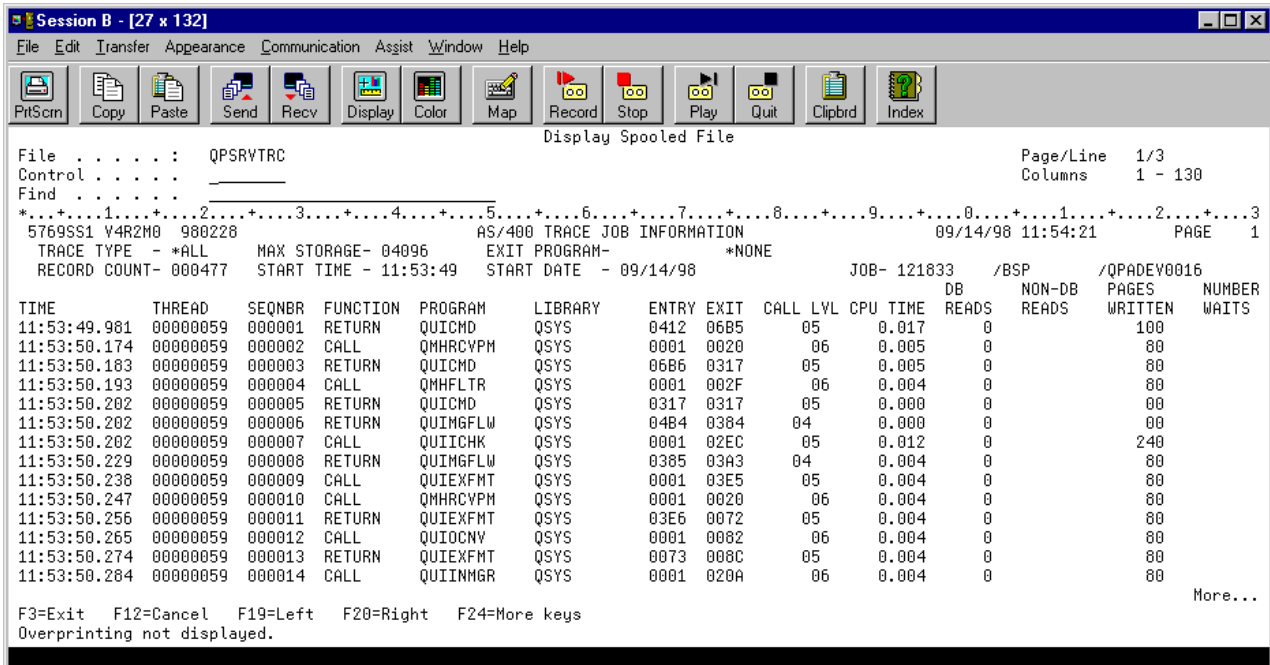 Session B - [27 x 132]
File Edit Transfer Appearance Communication Assist Window Help
PrtScrn Copy Paste Send Recv Display Color Map Record Stop Play Quit Clipbrd Index
Display Spooled File
File . . . . . : QPSRVTRC Page/Line 1/3
Control . . . . . Columns 1 - 130
Find . . . . . .
*...+....1....+....2....+....3....+....4....+....5....+....6....+....7....+....8....+....9....+....0....+....1....+....2....+....3
5769SS1 V4R2M0 980228 AS/400 TRACE JOB INFORMATION 09/14/98 11:54:21 PAGE 1
TRACE TYPE - *ALL MAX STORAGE- 04096 EXIT PROGRAM- *NONE
RECORD COUNT- 000477 START TIME - 11:53:49 START DATE - 09/14/98 JOB- 121833 /BSP /QPADEV0016
DB NON-DB PAGES NUMBER
TIME THREAD SEQNBR FUNCTION PROGRAM LIBRARY ENTRY EXIT CALL LVL CPU TIME READS READS WRITTEN WAITS
11:53:49.981 00000059 000001 RETURN QUICMD QSYS 0412 06B5 05 0.017 0 100
11:53:50.174 00000059 000002 CALL QMHRCVPM QSYS 0001 0020 06 0.005 0 80
11:53:50.183 00000059 000003 RETURN QUICMD QSYS 06B6 0317 05 0.005 0 80
11:53:50.193 00000059 000004 CALL QMHFLTR QSYS 0001 002F 06 0.004 0 80
11:53:50.202 00000059 000005 RETURN QUICMD QSYS 0317 0317 05 0.000 0 00
11:53:50.202 00000059 000006 RETURN QUIMGFLW QSYS 04B4 0384 04 0.000 0 00
11:53:50.202 00000059 000007 CALL QUIICHK QSYS 0001 02EC 05 0.012 0 240
11:53:50.229 00000059 000008 RETURN QUIMGFLW QSYS 0385 03A3 04 0.004 0 80
11:53:50.238 00000059 000009 CALL QUIEXFMT QSYS 0001 03E5 05 0.004 0 80
11:53:50.247 00000059 000010 CALL QMHRCVPM QSYS 0001 0020 06 0.004 0 80
11:53:50.256 00000059 000011 RETURN QUIEXFMT QSYS 03E6 0072 05 0.004 0 80
11:53:50.265 00000059 000012 CALL QUIOCNV QSYS 0001 0082 06 0.004 0 80
11:53:50.274 00000059 000013 RETURN QUIEXFMT QSYS 0073 008C 05 0.004 0 80
11:53:50.284 00000059 000014 CALL QUIINMGR QSYS 0001 020A 06 0.004 0 80
More...
F3=Exit F12=Cancel F19=Left F20=Right F24=More keys
Overprinting not displayed.